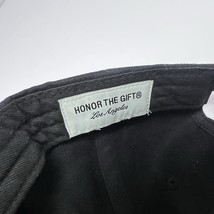 HONOR THE GIFT®
Los Angeles